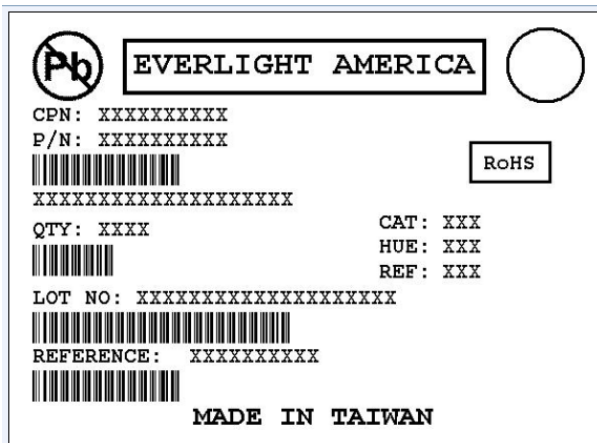 Pb EVERLIGHT AMERICA
CPN: XXXXXXXXXX
P/N: XXXXXXXXXX
RoHS
XXXXXXXXXXXXXXXXXXXX
QTY: XXXX
CAT: XXX
HUE: XXX
REF: XXX
LOT NO: XXXXXXXXXXXXXXXXXXXX
REFERENCE: XXXXXXXXXX
MADE IN TAIWAN